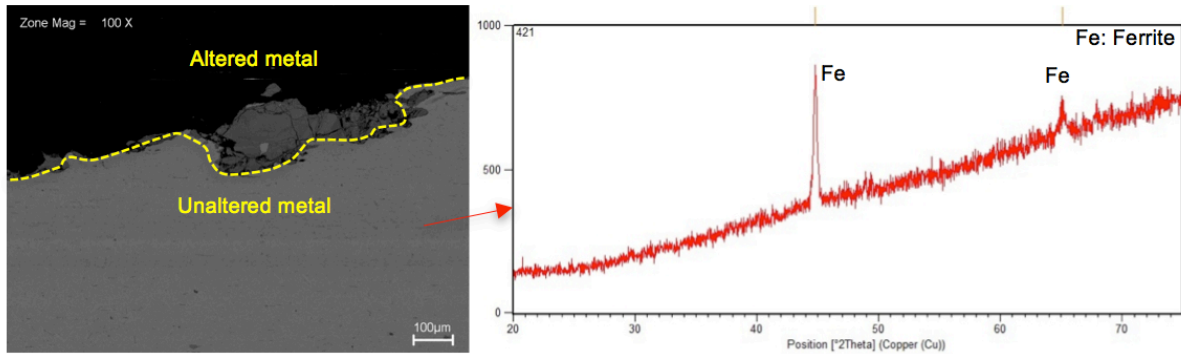 Zone Mag = 100 X
Altered metal
Unaltered metal
100µm
421
Fe: Ferrite
Fe
Fe
1000
500
0
20
30
40
50
60
70
Position [°2Theta] (Copper (Cu))